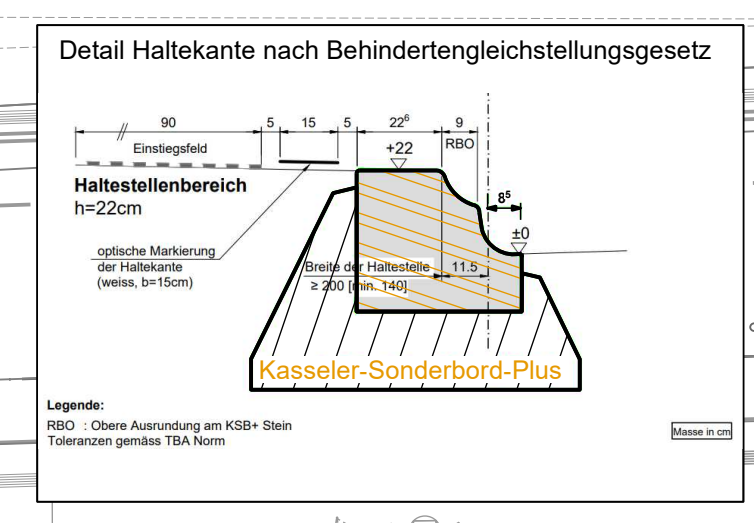 Detail Haltekante nach Behindertengleichstellungsgesetz
90 5 15 5 22⁶ 9
Einstiegsfeld
+22
RBO
Haltestellenbereich
h=22cm
8⁵
±0
optische Markierung
der Haltekante
(weiss, b=15cm)
Breite der Haltestelle
11.5
≥ 200 [min. 140]
Kasseler-Sonderbord-Plus
Legende:
RBO : Obere Ausrundung am KSB+ Stein
Toleranzen gemäss TBA Norm
Masse in cm